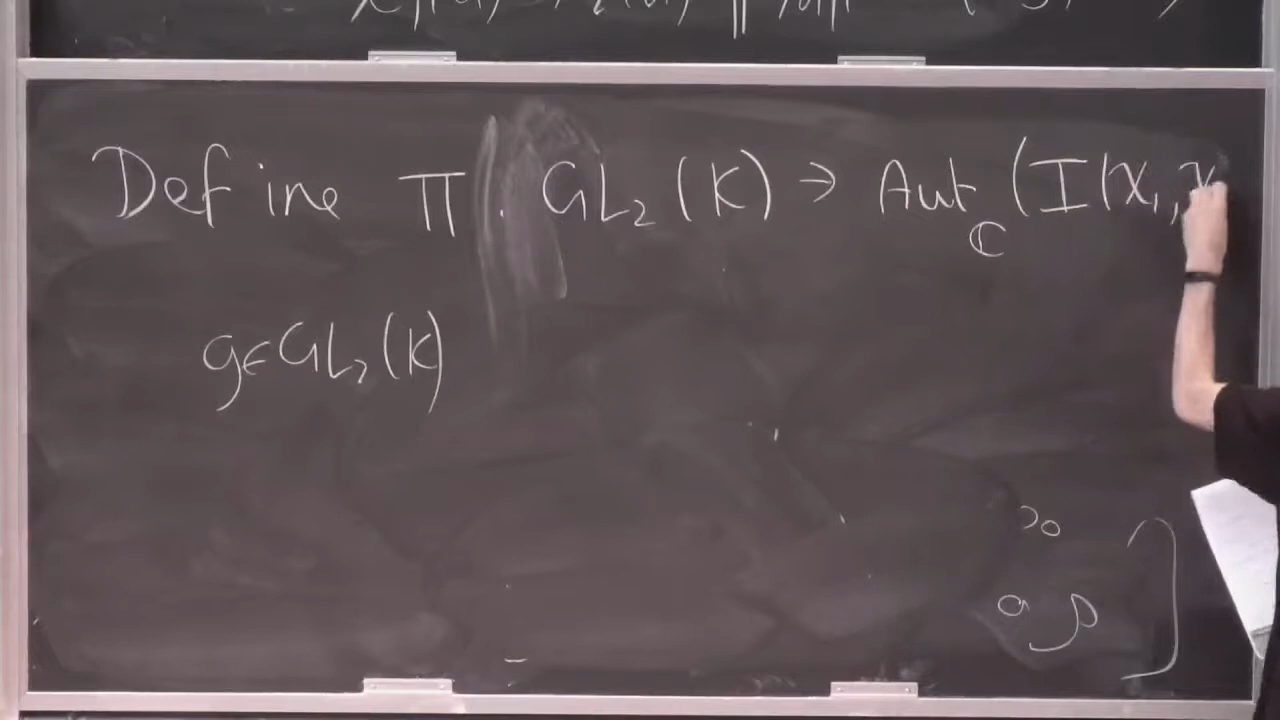 Define π : GL₂(K) → Aut_ℂ (I(χ₁, χ
g∈GL₂(K)